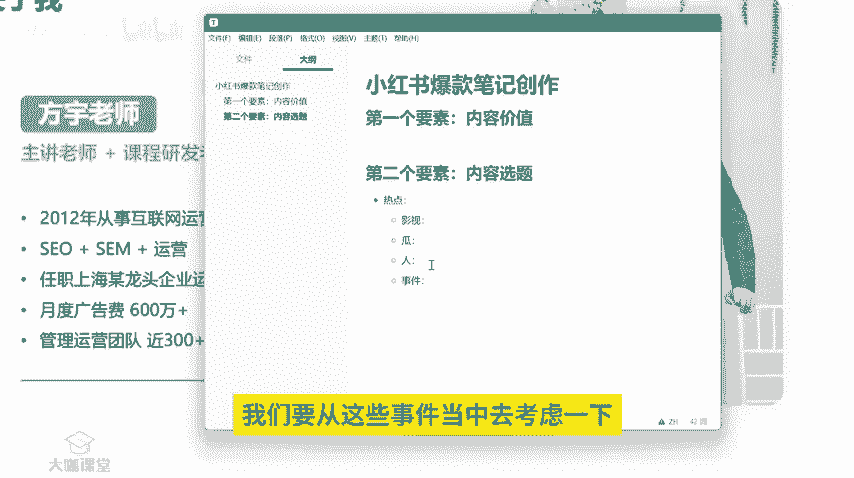 方宇老师
主讲老师 + 课程研发
• 2012年从事互联网运营
• SEO + SEM + 运营
• 任职上海某龙头企业运
• 月度广告费 600万+
• 管理运营团队 近300+
文件(F) 编辑(E) 段落(P) 格式(O) 视图(V) 主题(T) 帮助(H)
文件 大纲
小红书爆款笔记创作
第一个要素：内容价值
第二个要素：内容选题
小红书爆款笔记创作
第一个要素：内容价值
第二个要素：内容选题
• 热点：
○ 影视：
○ 瓜：
○ 人：
○ 事件：
ZH 42 词
我们要从这些事件当中去考虑一下
大咖课堂